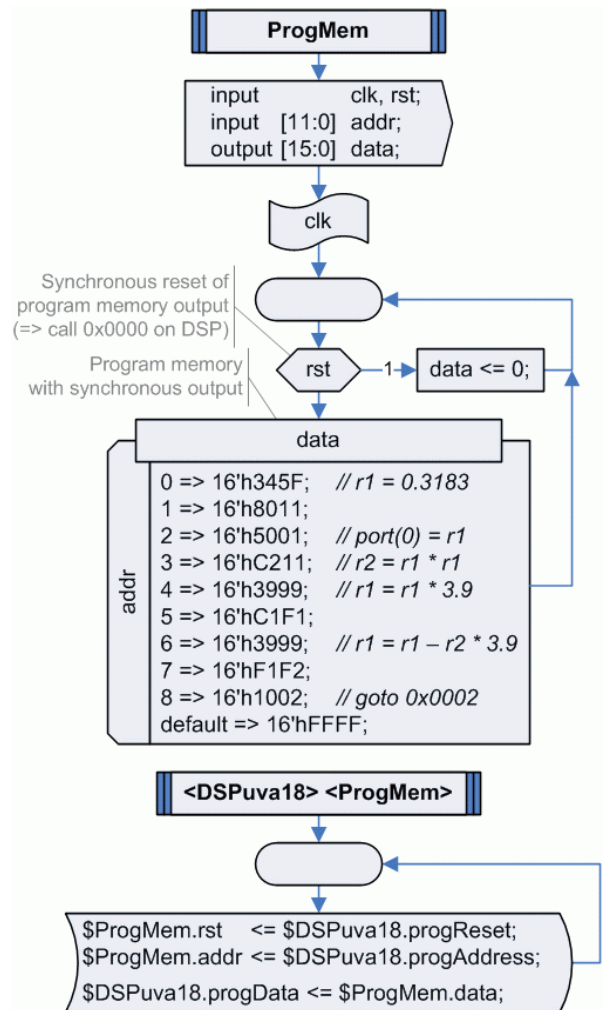 ProgMem
input clk, rst;
input [11:0] addr;
output [15:0] data;
clk
Synchronous reset of
program memory output
(=> call 0x0000 on DSP)
Program memory
with synchronous output
rst
1
data <= 0;
data
addr
0 => 16'h345F; // r1 = 0.3183
1 => 16'h8011;
2 => 16'h5001; // port(0) = r1
3 => 16'hC211; // r2 = r1 * r1
4 => 16'h3999; // r1 = r1 * 3.9
5 => 16'hC1F1;
6 => 16'h3999; // r1 = r1 – r2 * 3.9
7 => 16'hF1F2;
8 => 16'h1002; // goto 0x0002
default => 16'hFFFF;
<DSPuva18> <ProgMem>
$ProgMem.rst <= $DSPuva18.progReset;
$ProgMem.addr <= $DSPuva18.progAddress;
$DSPuva18.progData <= $ProgMem.data;